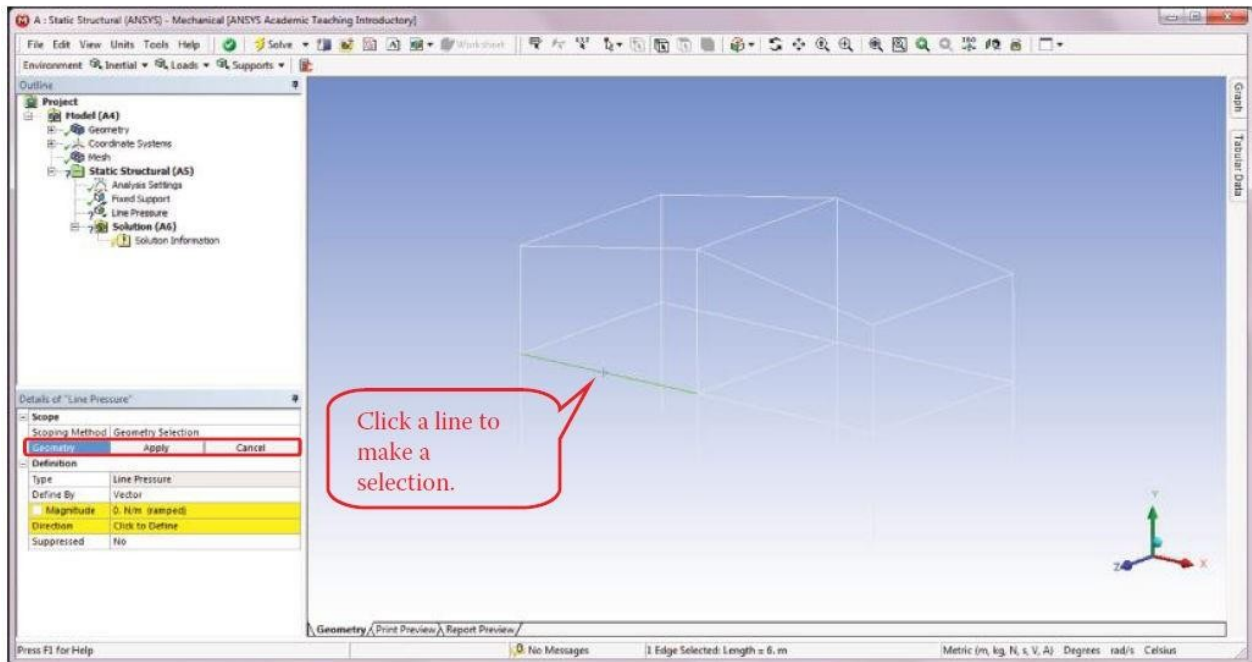 A : Static Structural (ANSYS) - Mechanical [ANSYS Academic Teaching Introductory]
File Edit View Units Tools Help Solve Worksheet
Environment Inertial Loads Supports
Outline
Project
Model (A4)
Geometry
Coordinate Systems
Mesh
Static Structural (A5)
Analysis Settings
Fixed Support
Line Pressure
Solution (A6)
Solution Information
Graph
Tabular Data
Details of "Line Pressure"
Scope
Scoping Method Geometry Selection
Geometry Apply Cancel
Definition
Type Line Pressure
Define By Vector
Magnitude 0. N/m (ramped)
Direction Click to Define
Suppressed No
Click a line to
make a
selection.
Y
Z X
Geometry Print Preview Report Preview
Press F1 for Help No Messages 1 Edge Selected: Length = 6. m Metric (m, kg, N, s, V, A) Degrees rad/s Celsius